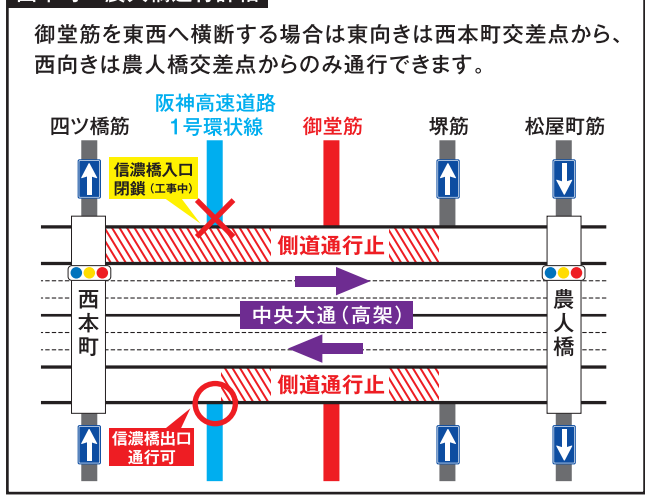 御堂筋を東西へ横断する場合は東向きは西本町交差点から、
西向きは農人橋交差点からのみ通行できます。
四ツ橋筋
阪神高速道路
1号環状線
御堂筋
堺筋
松屋町筋
信濃橋入口
閉鎖(工事中)
側道通行止
西本町
中央大通(高架)
農人橋
側道通行止
信濃橋出口
通行可